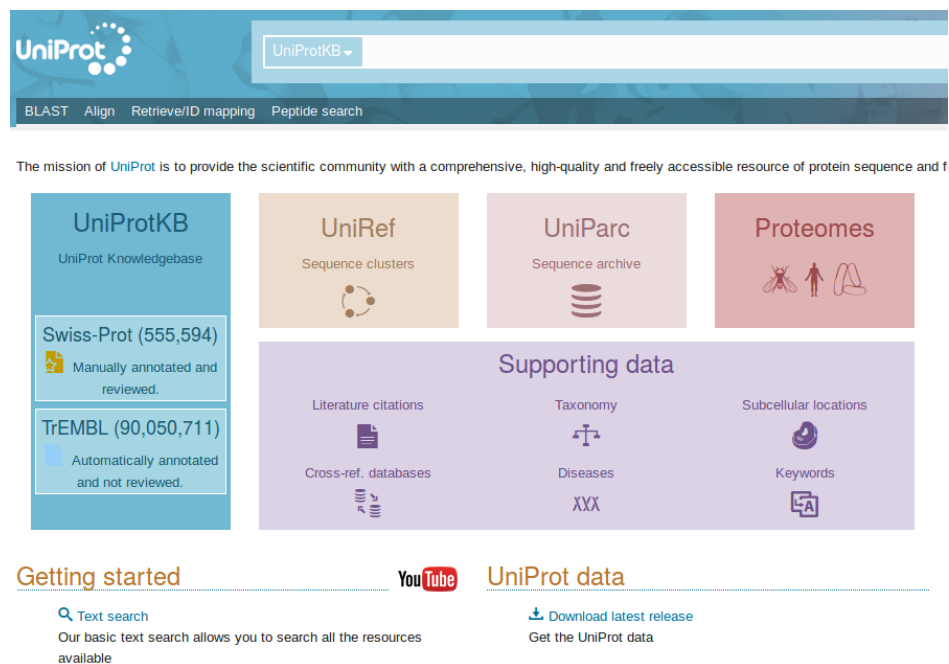 UniProt
UniProtKB
BLAST Align Retrieve/ID mapping Peptide search
The mission of UniProt is to provide the scientific community with a comprehensive, high-quality and freely accessible resource of protein sequence and f
UniProtKB
UniProt Knowledgebase
Swiss-Prot (555,594)
Manually annotated and
reviewed.
TrEMBL (90,050,711)
Automatically annotated
and not reviewed.
UniRef
Sequence clusters
UniParc
Sequence archive
Proteomes
Supporting data
Literature citations
Taxonomy
Subcellular locations
Cross-ref. databases
Diseases
Keywords
A
Getting started
YouTube
Text search
Our basic text search allows you to search all the resources
available
UniProt data
Download latest release
Get the UniProt data